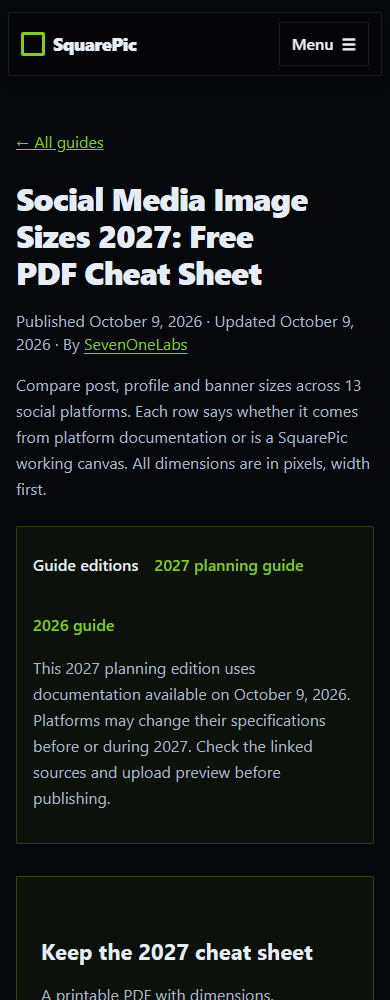 SquarePic
Menu ☰
← All guides
Social Media Image
Sizes 2027: Free
PDF Cheat Sheet
Published October 9, 2026 · Updated October 9,
2026 · By SevenOneLabs
Compare post, profile and banner sizes across 13
social platforms. Each row says whether it comes
from platform documentation or is a SquarePic
working canvas. All dimensions are in pixels, width
first.
Guide editions 2027 planning guide
2026 guide
This 2027 planning edition uses
documentation available on October 9, 2026.
Platforms may change their specifications
before or during 2027. Check the linked
sources and upload preview before
publishing.
Keep the 2027 cheat sheet
A printable PDF with dimensions,